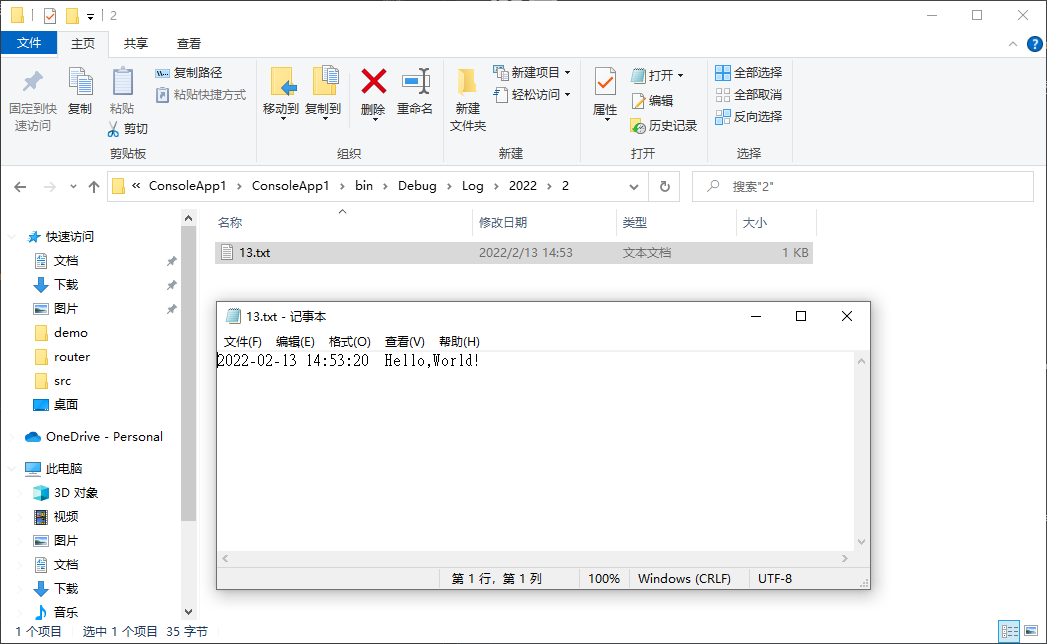 2
文件 主页 共享 查看
固定到快速访问
复制
粘贴
复制路径
粘贴快捷方式
剪切
剪贴板
移动到
复制到
删除
重命名
组织
新建文件夹
新建项目
轻松访问
新建
属性
打开
编辑
历史记录
打开
全部选择
全部取消
反向选择
选择
« ConsoleApp1 › ConsoleApp1 › bin › Debug › Log › 2022 › 2
搜索"2"
名称 修改日期 类型 大小
13.txt 2022/2/13 14:53 文本文档 1 KB
快速访问
文档
下载
图片
demo
router
src
桌面
OneDrive - Personal
此电脑
3D 对象
视频
图片
文档
下载
音乐
13.txt - 记事本
文件(F) 编辑(E) 格式(O) 查看(V) 帮助(H)
2022-02-13 14:53:20  Hello,World!
第 1 行，第 1 列 100% Windows (CRLF) UTF-8
1 个项目 选中 1 个项目 35 字节